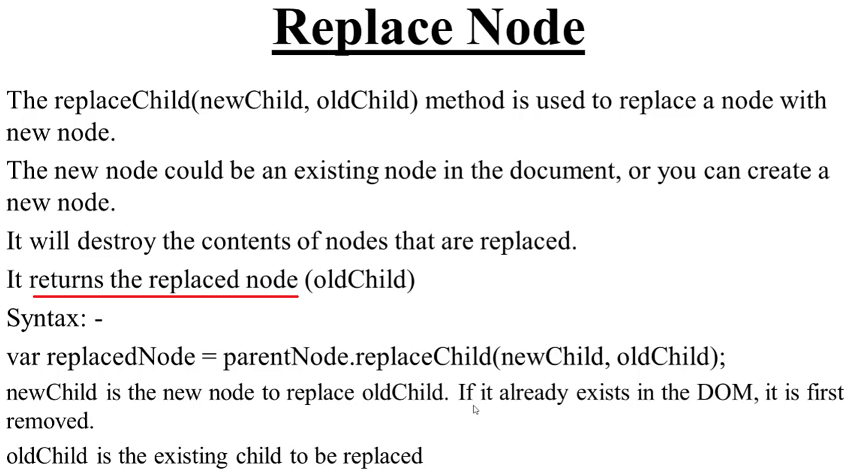 Replace Node
The replaceChild(newChild, oldChild) method is used to replace a node with
new node.
The new node could be an existing node in the document, or you can create a
new node.
It will destroy the contents of nodes that are replaced.
It returns the replaced node (oldChild)
Syntax: -
var replacedNode = parentNode.replaceChild(newChild, oldChild);
newChild is the new node to replace oldChild. If it already exists in the DOM, it is first
removed.
oldChild is the existing child to be replaced